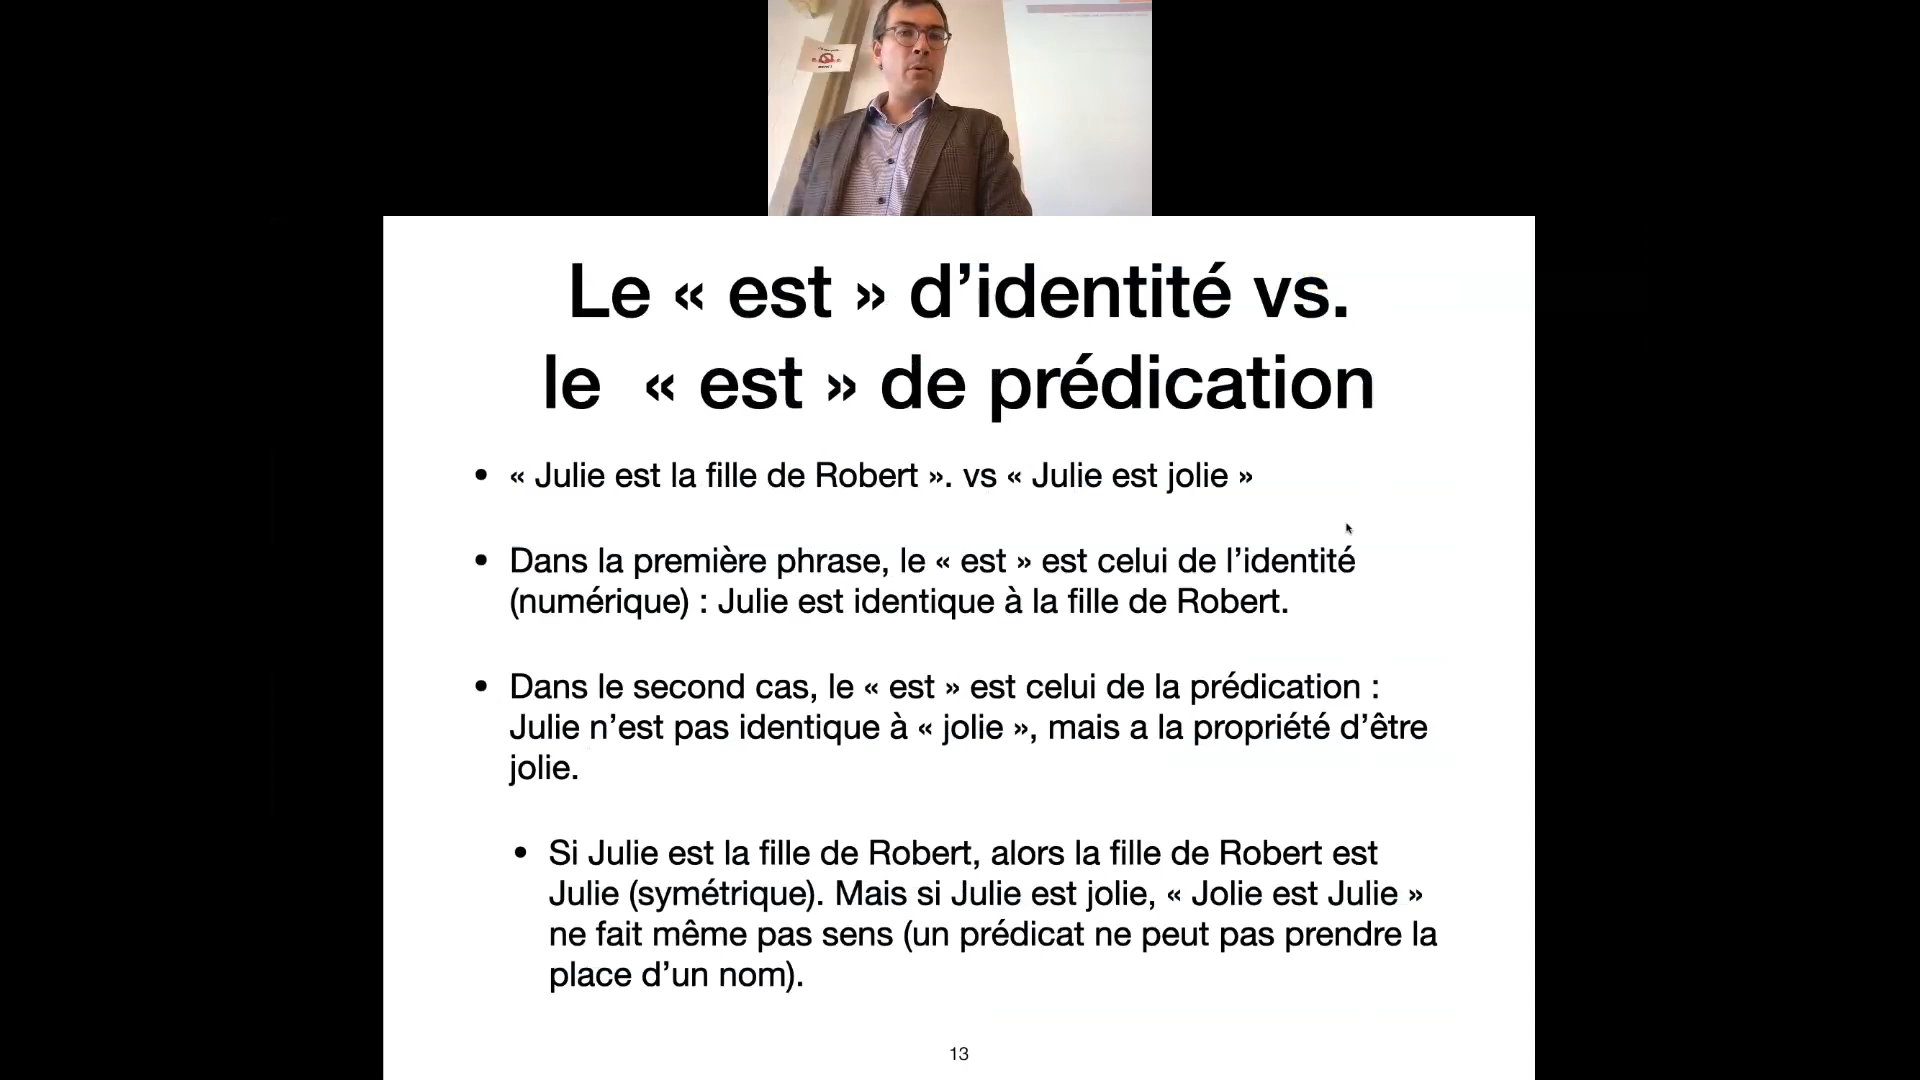 Le « est » d’identité vs.
le « est » de prédication
• « Julie est la fille de Robert ». vs « Julie est jolie »
• Dans la première phrase, le « est » est celui de l’identité
(numérique) : Julie est identique à la fille de Robert.
• Dans le second cas, le « est » est celui de la prédication :
Julie n’est pas identique à « jolie », mais a la propriété d’être
jolie.
• Si Julie est la fille de Robert, alors la fille de Robert est
Julie (symétrique). Mais si Julie est jolie, « Jolie est Julie »
ne fait même pas sens (un prédicat ne peut pas prendre la
place d’un nom).
13